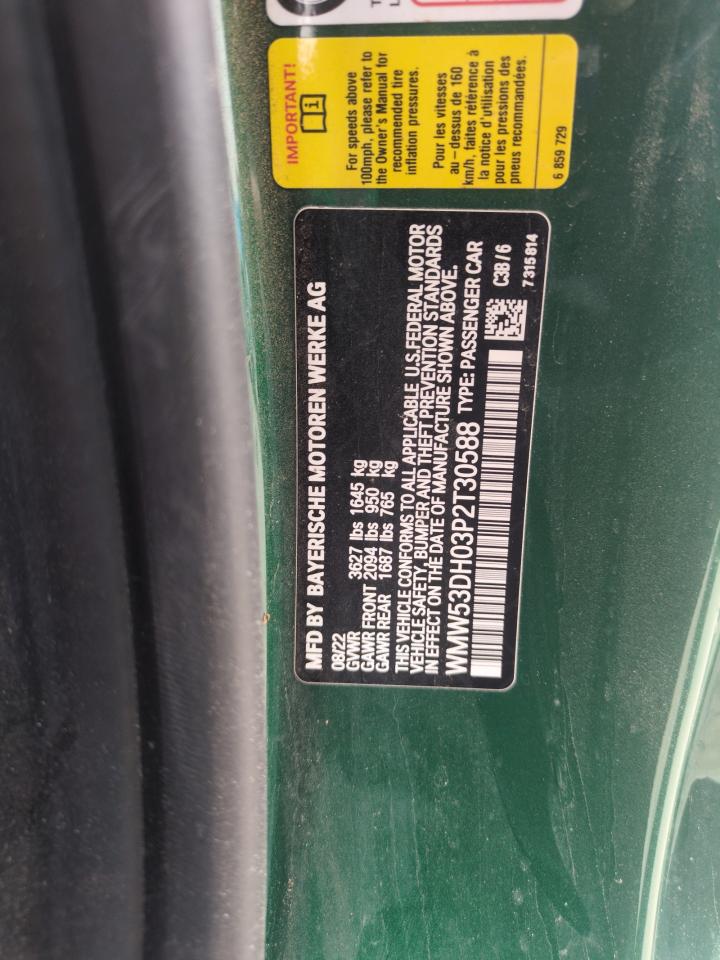 IMPORTANT!
For speeds above
100mph, please refer to
the Owner's Manual for
recommended tire
inflation pressures.
Pour les vitesses
au-dessus de 160
km/h, faites référence à
la notice d'utilisation
pour les pressions des
pneus recommandées.
6 859 729
MFD BY BAYERISCHE MOTOREN WERKE AG
08/22
GVWR 3627 lbs 1645 kg
GAWR FRONT 2094 lbs 950 kg
GAWR REAR 1687 lbs 765 kg
THIS VEHICLE CONFORMS TO ALL APPLICABLE U.S.FEDERAL MOTOR
VEHICLE SAFETY, BUMPER AND THEFT PREVENTION STANDARDS
IN EFFECT ON THE DATE OF MANUFACTURE SHOWN ABOVE.
WMW53DH03P2T30588 TYPE: PASSENGER CAR
C3B / 6
7 315 814